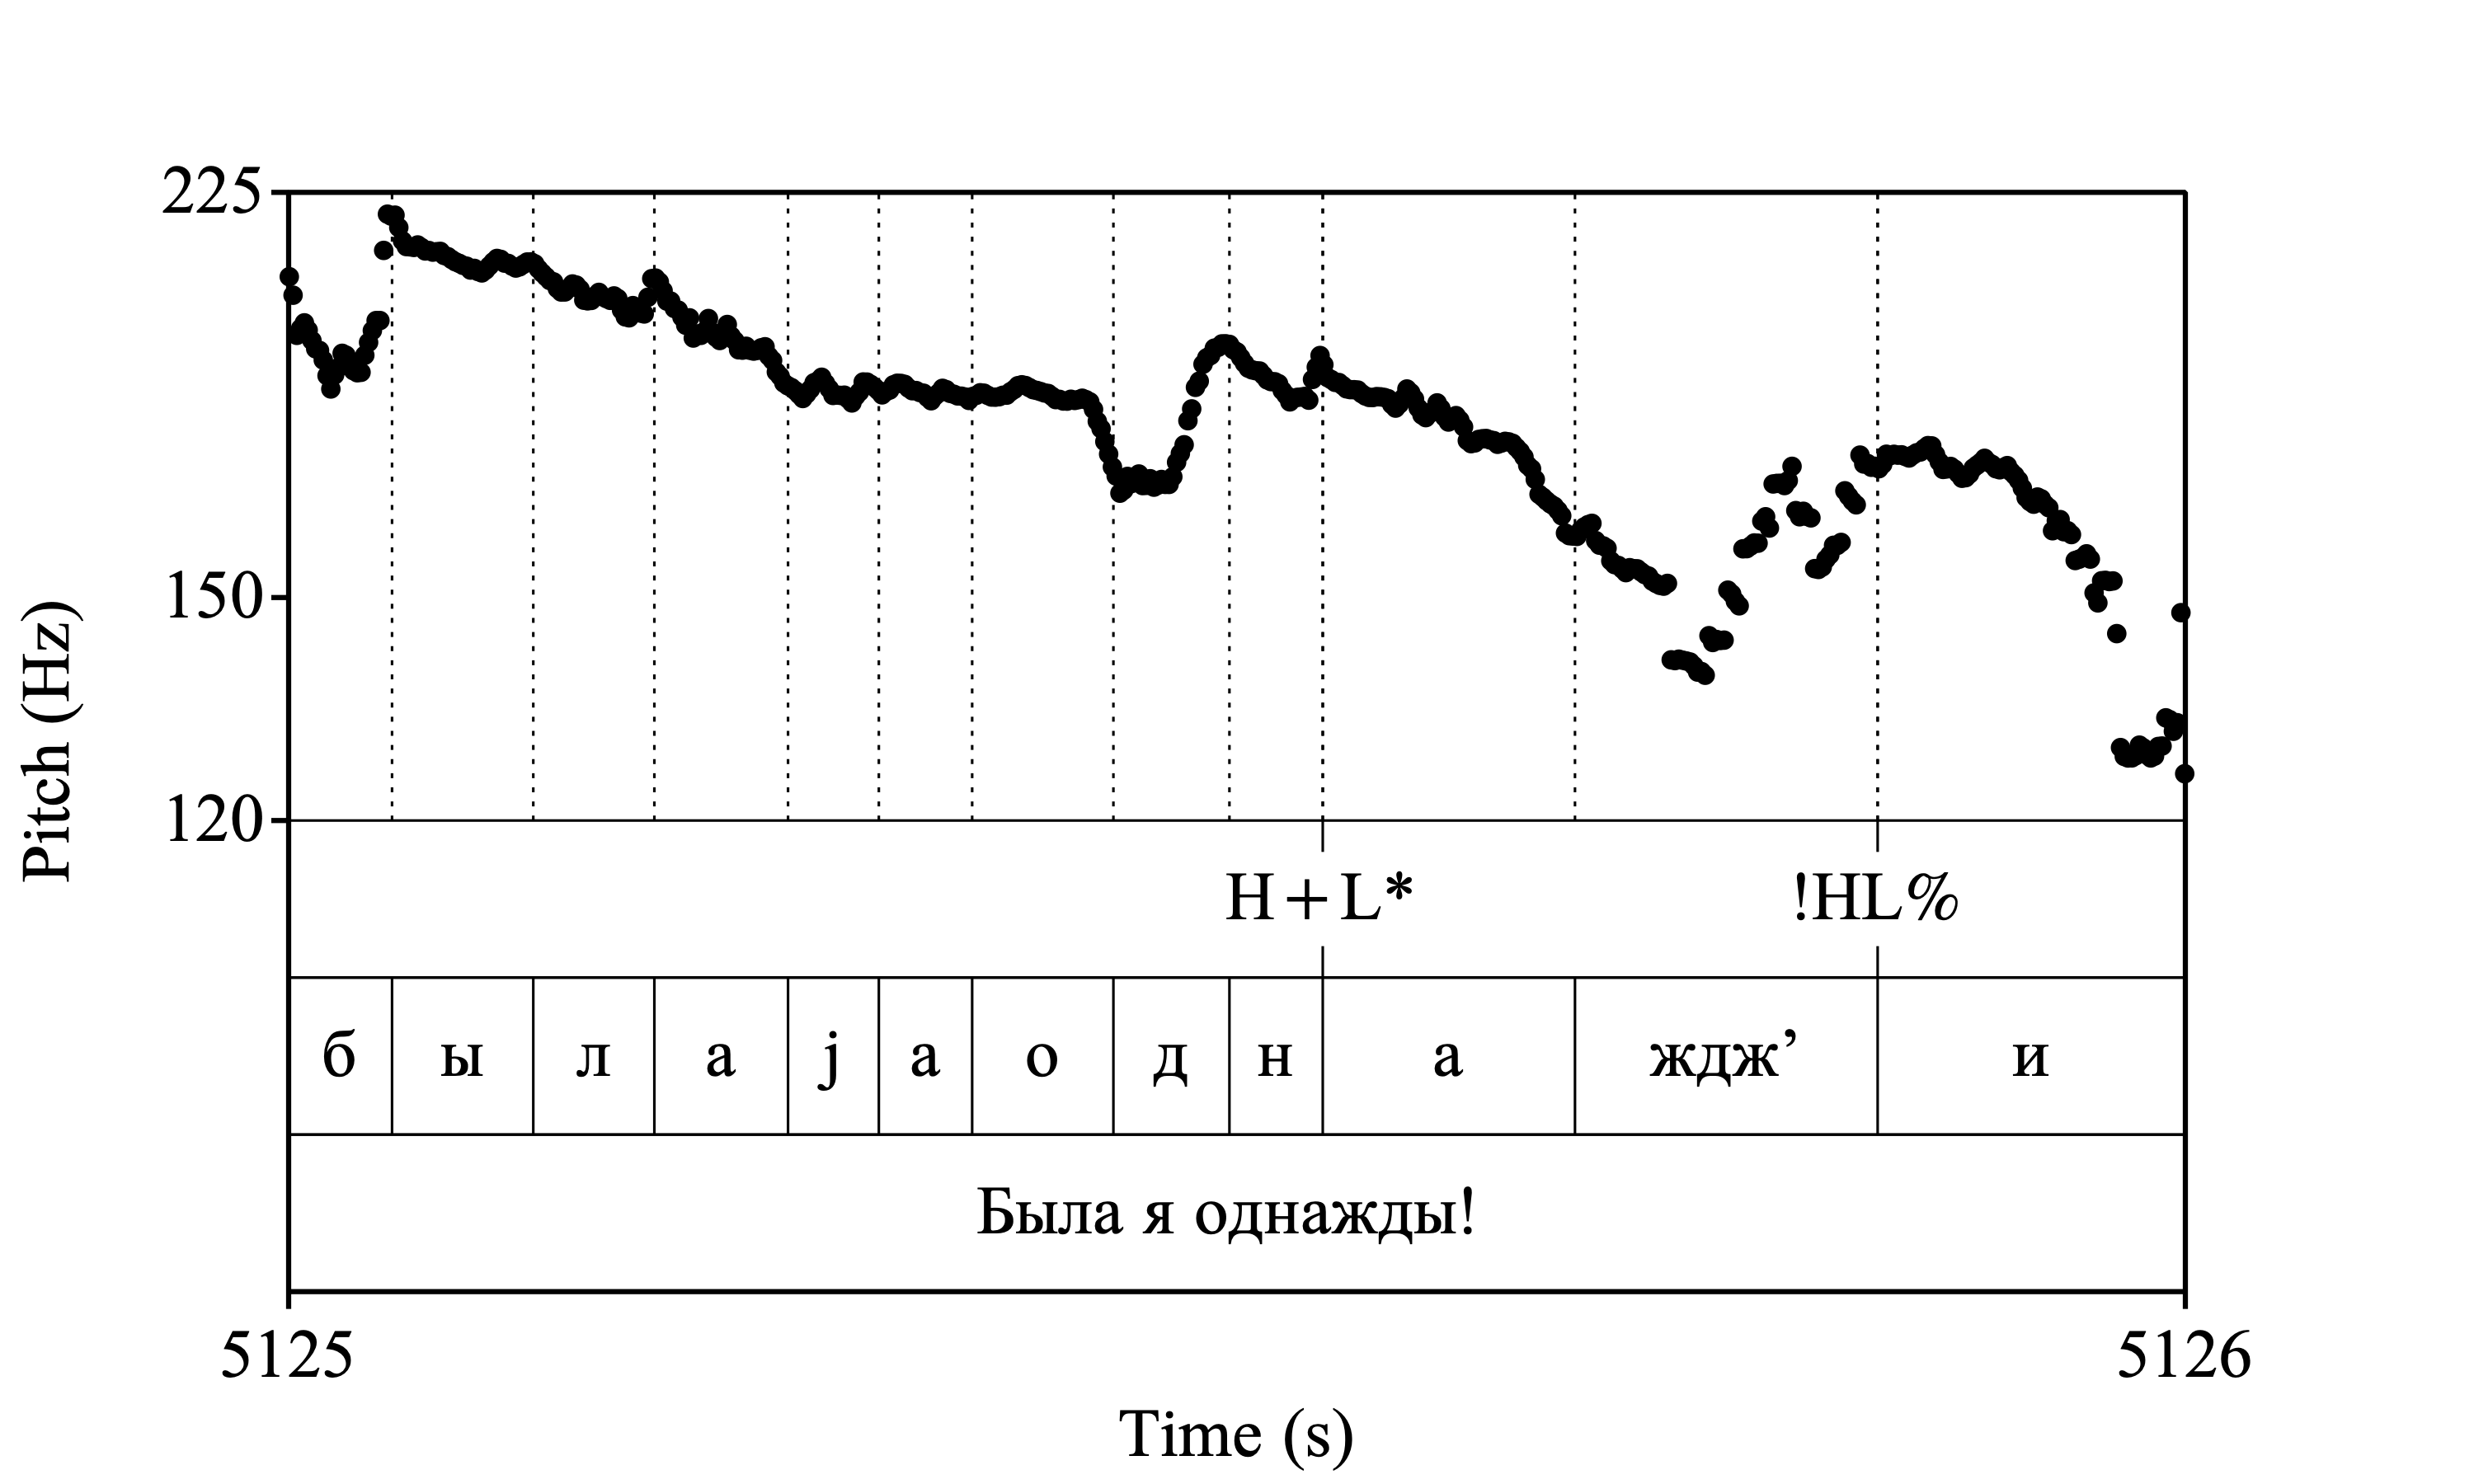 225
150
120
Pitch (Hz)
H+L* !HL%
б ы л а j а о д н а ждж’ и
Была я однажды!
5125 5126
Time (s)